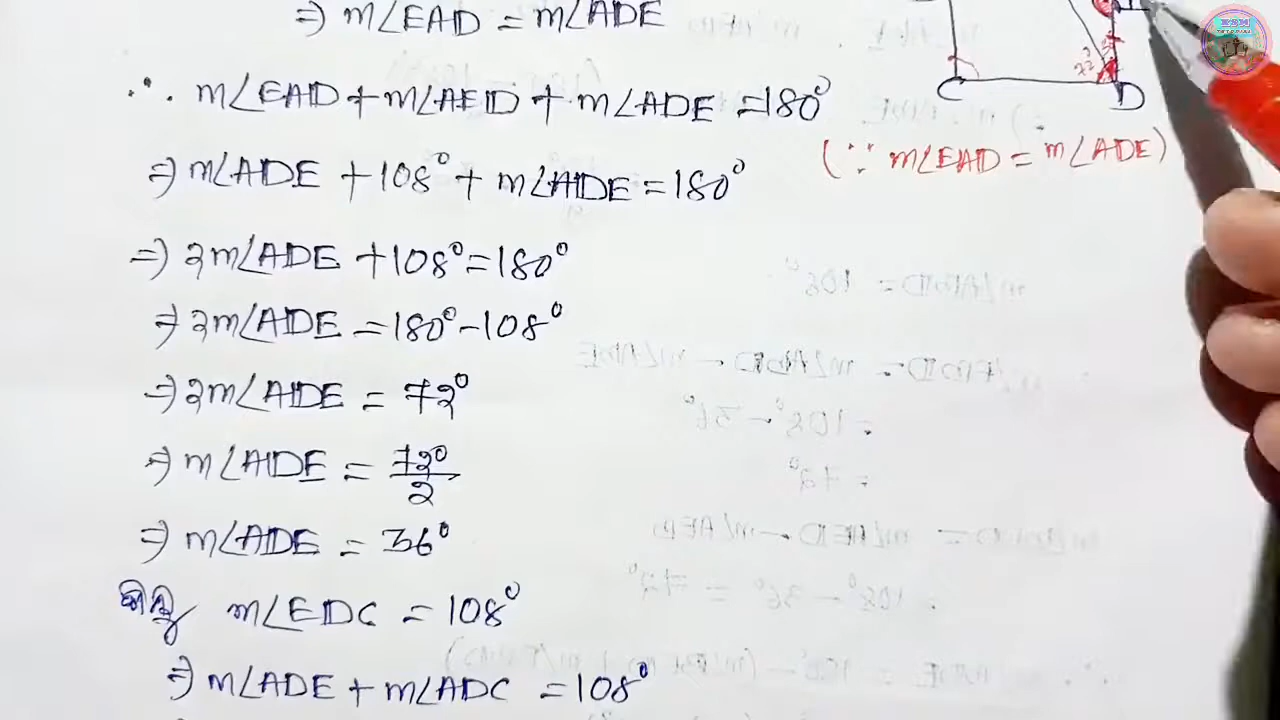 ⇒ m∠EAD = m∠ADE
∴ m∠EAD + m∠AED + m∠ADE = 180°
(∵ m∠EAD = m∠ADE)
⇒ m∠ADE + 108° + m∠ADE = 180°
⇒ 2m∠ADE + 108° = 180°
⇒ 2m∠ADE = 180° - 108°
⇒ 2m∠ADE = 72°
⇒ m∠ADE = 72°/2
⇒ m∠ADE = 36°
କିନ୍ତୁ m∠EDC = 108°
⇒ m∠ADE + m∠ADC = 108°
C
D